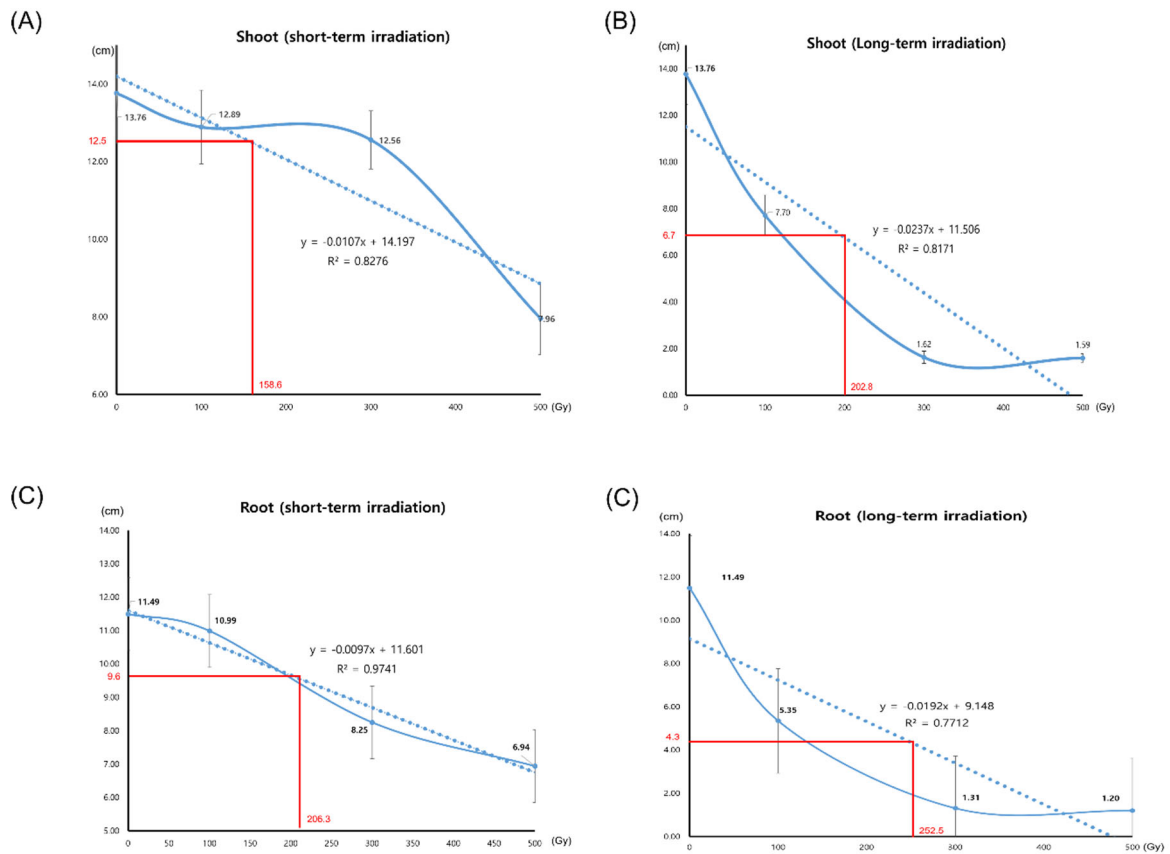 (A)
Shoot (short-term irradiation)
(cm)
14.00
12.00
10.00
8.00
6.00
13.76
12.89
12.56
7.96
12.5
158.6
y = -0.0107x + 14.197
R² = 0.8276
0 100 200 300 400 500 (Gy)
(B)
Shoot (Long-term irradiation)
(cm)
14.00
12.00
10.00
8.00
6.00
4.00
2.00
0.00
13.76
7.70
1.62
1.59
6.7
202.8
y = -0.0237x + 11.506
R² = 0.8171
0 100 200 300 400 500 (Gy)
(C)
Root (short-term irradiation)
(cm)
14.00
13.00
12.00
11.00
10.00
9.00
8.00
7.00
6.00
5.00
11.49
10.99
8.25
6.94
9.6
206.3
y = -0.0097x + 11.601
R² = 0.9741
0 50 100 150 200 250 300 350 400 450 500 (Gy)
(C)
Root (long-term irradiation)
(cm)
14.00
12.00
10.00
8.00
6.00
4.00
2.00
0.00
11.49
5.35
1.31
1.20
4.3
252.5
y = -0.0192x + 9.148
R² = 0.7712
0 100 200 300 400 500 (Gy)